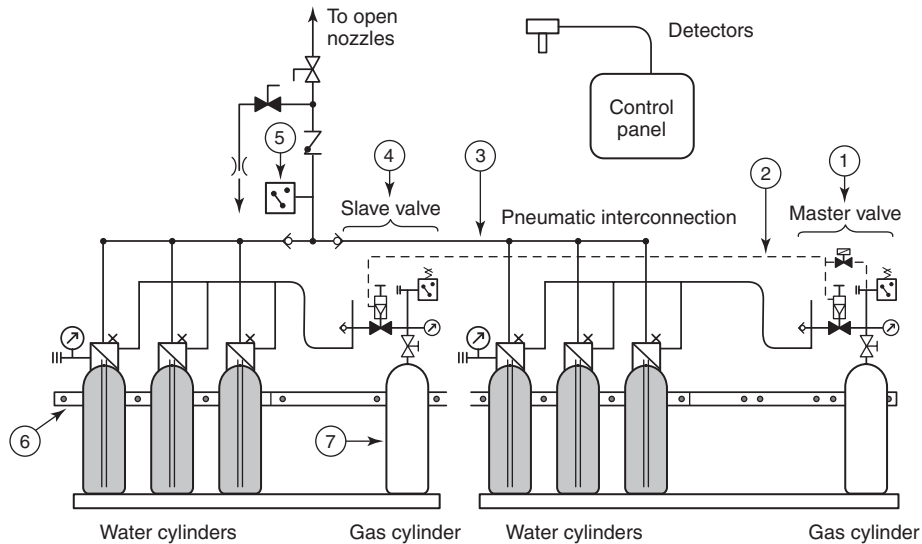 To open
nozzles
Detectors
Control
panel
5
4
3
2
1
Slave valve
Pneumatic interconnection
Master valve
6
7
Water cylinders
Gas cylinder
Water cylinders
Gas cylinder